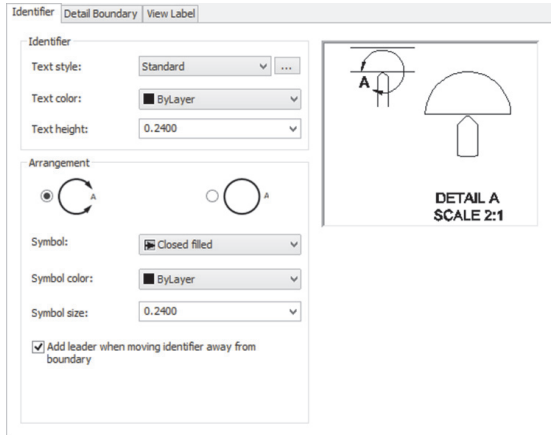 Identifier Detail Boundary View Label
Identifier
Text style: Standard ...
Text color: ByLayer
Text height: 0.2400
Arrangement
A A
Symbol: Closed filled
Symbol color: ByLayer
Symbol size: 0.2400
Add leader when moving identifier away from
boundary
A
DETAIL A
SCALE 2:1